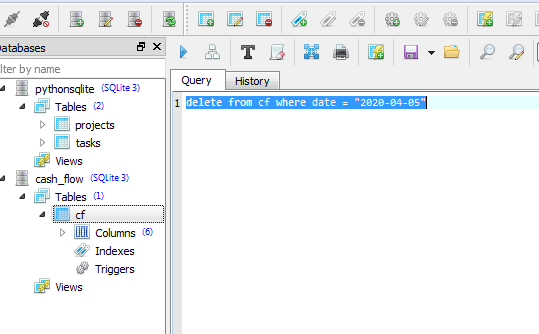 Databases
ilter by name
pythonsqlite (SQLite 3)
Tables (2)
projects
tasks
Views
cash_flow (SQLite 3)
Tables (1)
cf
Columns (6)
Indexes
Triggers
Views
Query History
1 delete from cf where date = "2020-04-05"